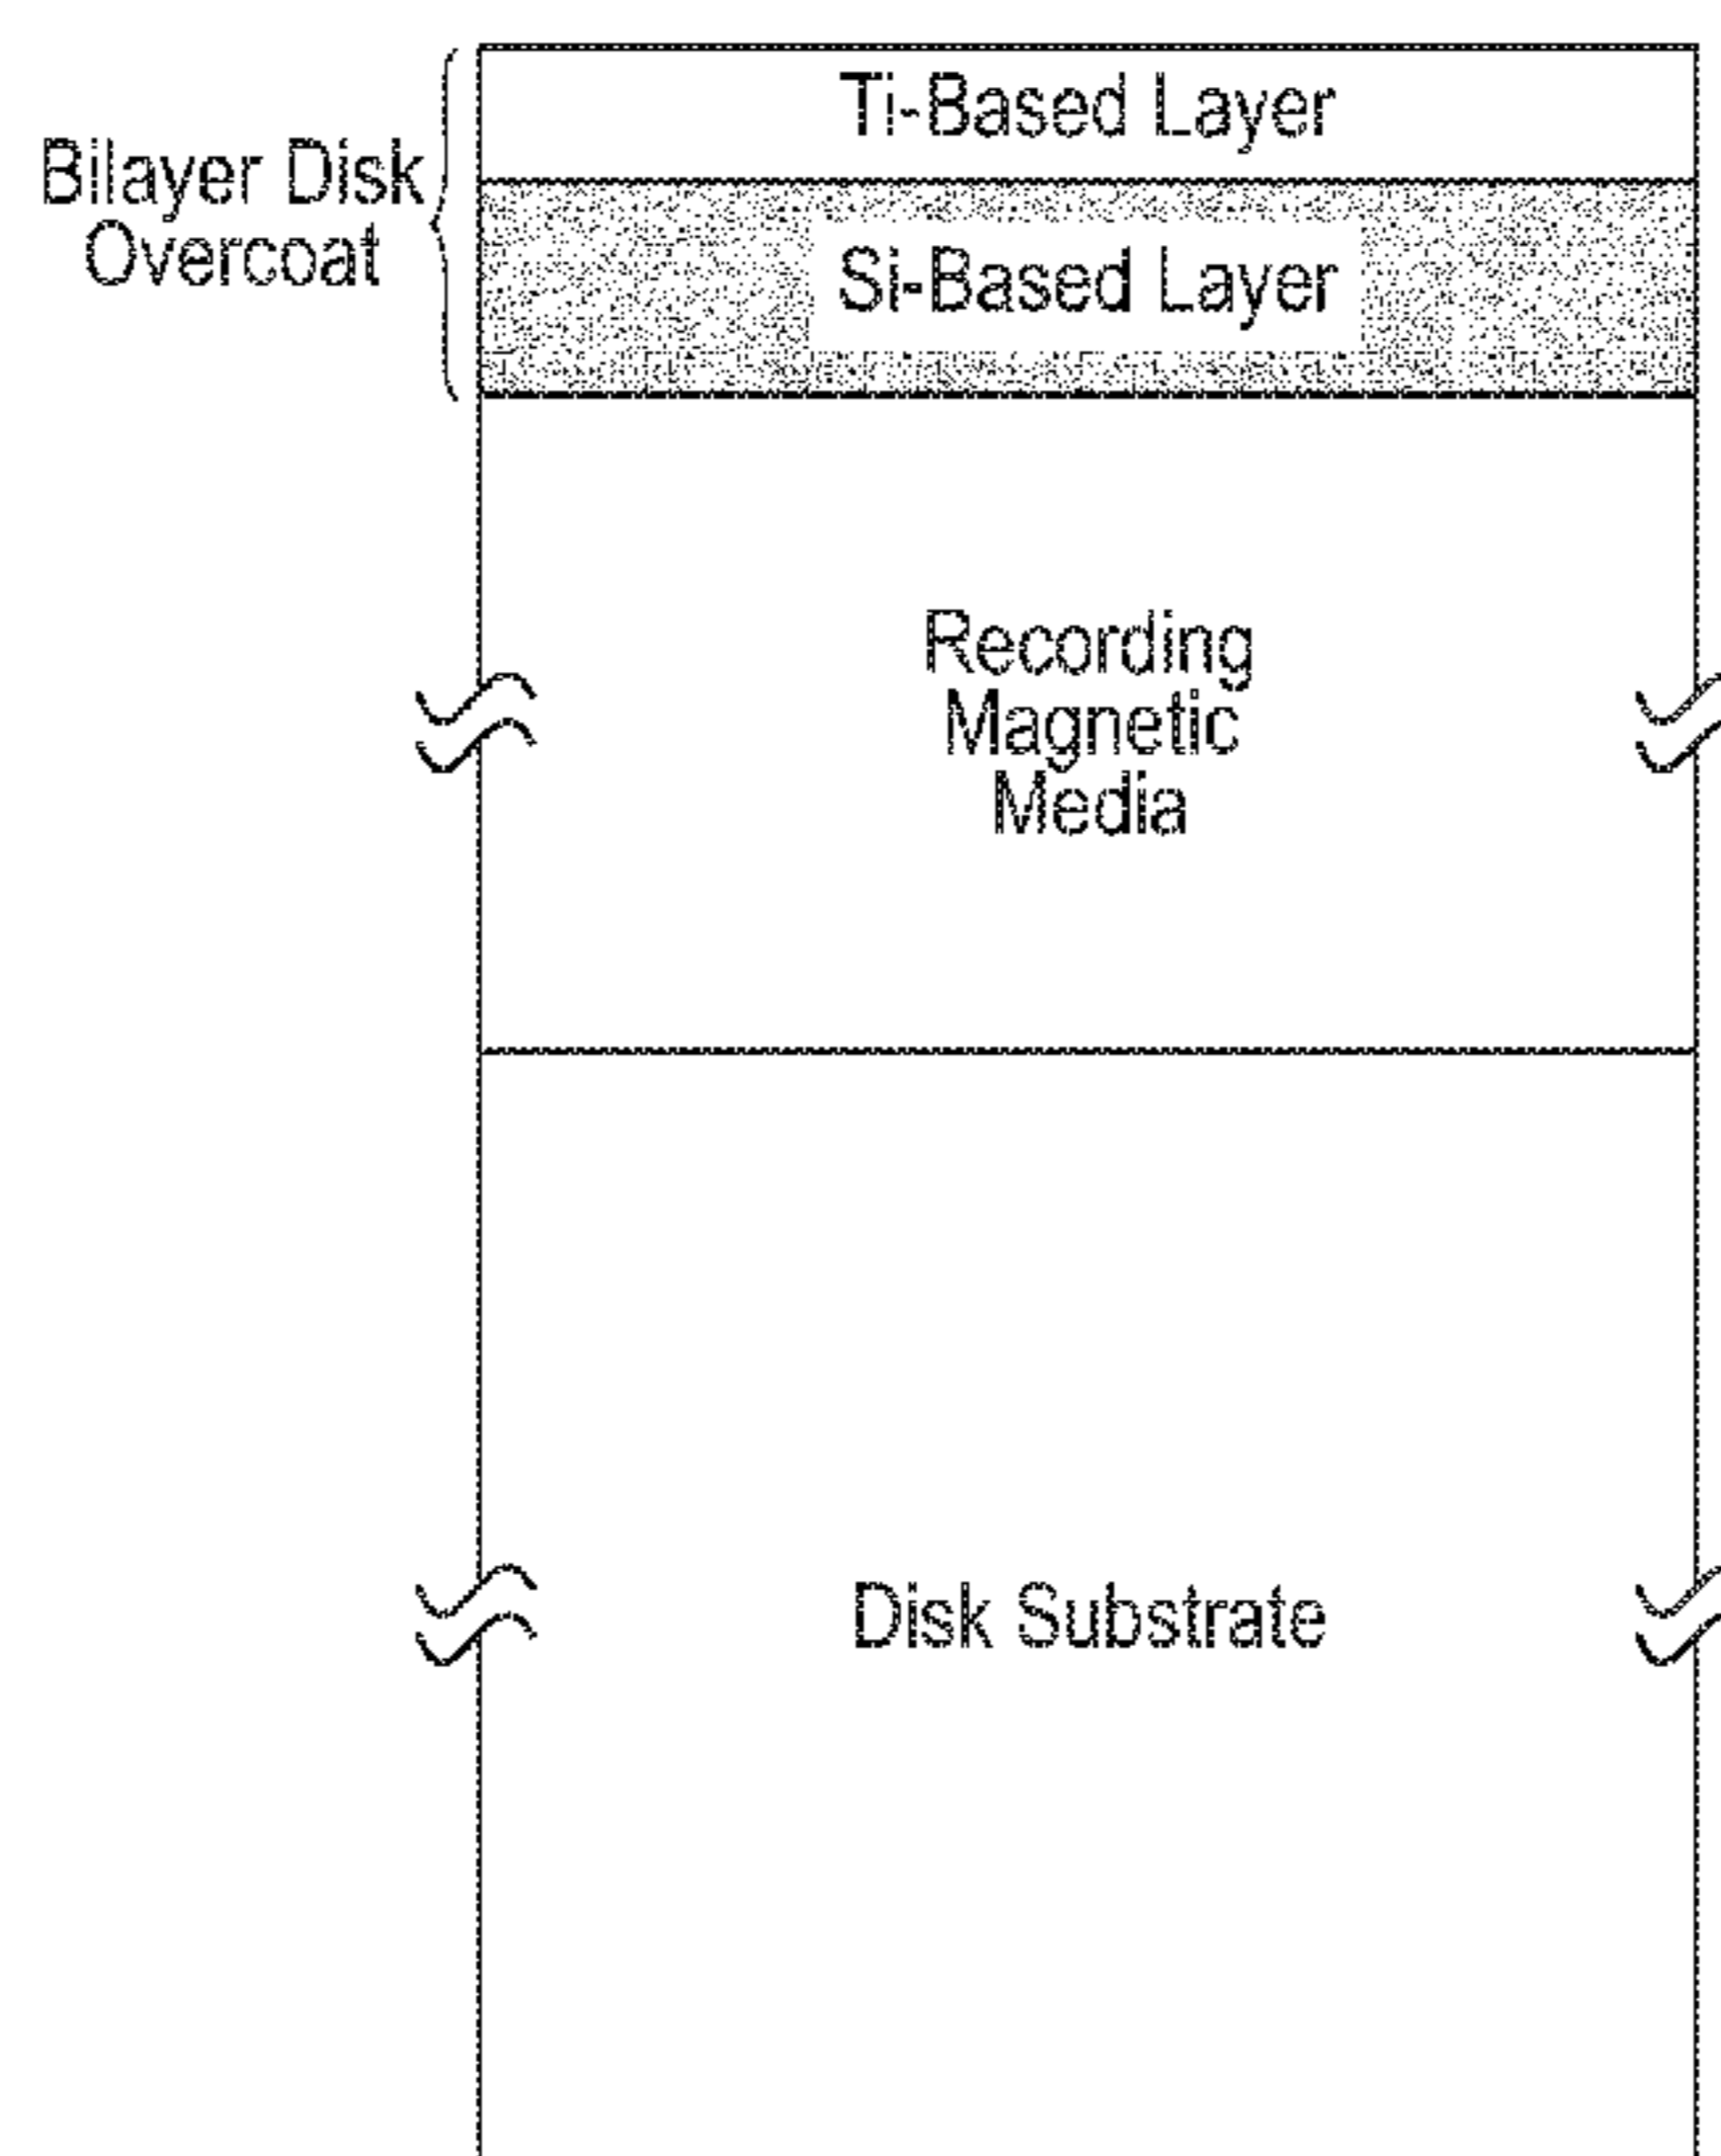 Ti-Based Layer
Bilayer Disk
Overcoat
Si-Based Layer
Recording
Magnetic
Media
Disk Substrate